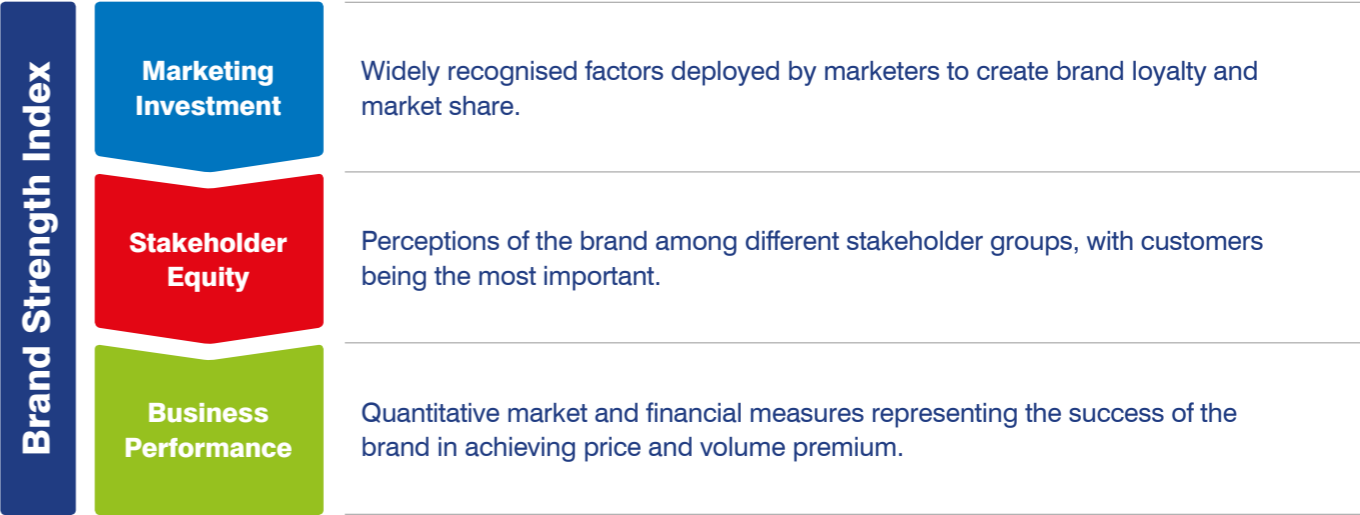 Brand Strength Index
Marketing
Investment
Widely recognised factors deployed by marketers to create brand loyalty and
market share.
Stakeholder
Equity
Perceptions of the brand among different stakeholder groups, with customers
being the most important.
Business
Performance
Quantitative market and financial measures representing the success of the
brand in achieving price and volume premium.